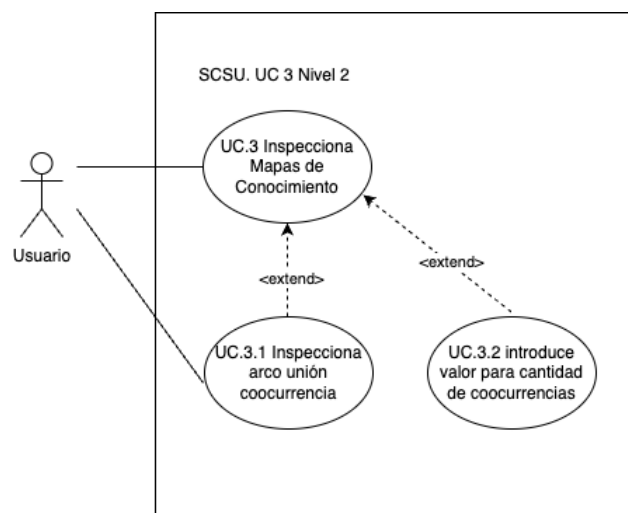 SCSU. UC 3 Nivel 2
UC.3 Inspecciona
Mapas de
Conocimiento
Usuario
<extend>
<extend>
UC.3.1 Inspecciona
arco unión
coocurrencia
UC.3.2 introduce
valor para cantidad
de coocurrencias